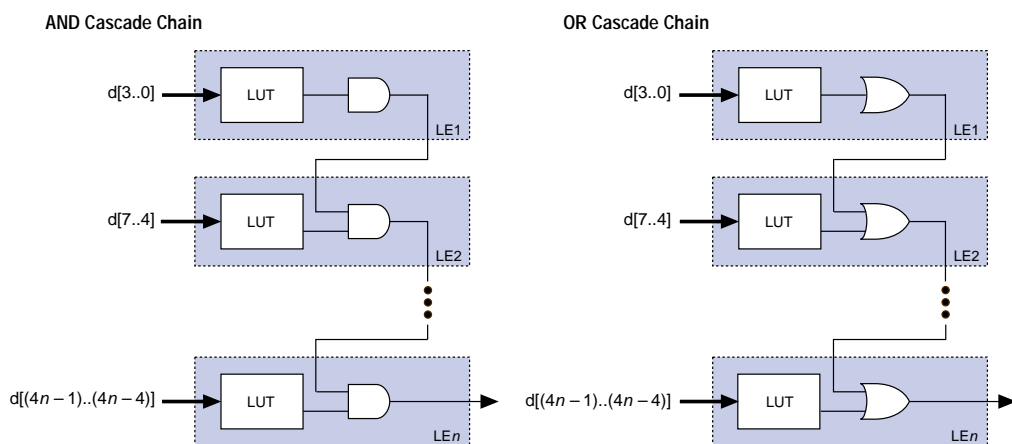 AND Cascade Chain
OR Cascade Chain
d[3..0]
LUT
LE1
d[7..4]
LUT
LE2
d[(4n – 1)..(4n – 4)]
LUT
LEn
d[3..0]
LUT
LE1
d[7..4]
LUT
LE2
d[(4n – 1)..(4n – 4)]
LUT
LEn